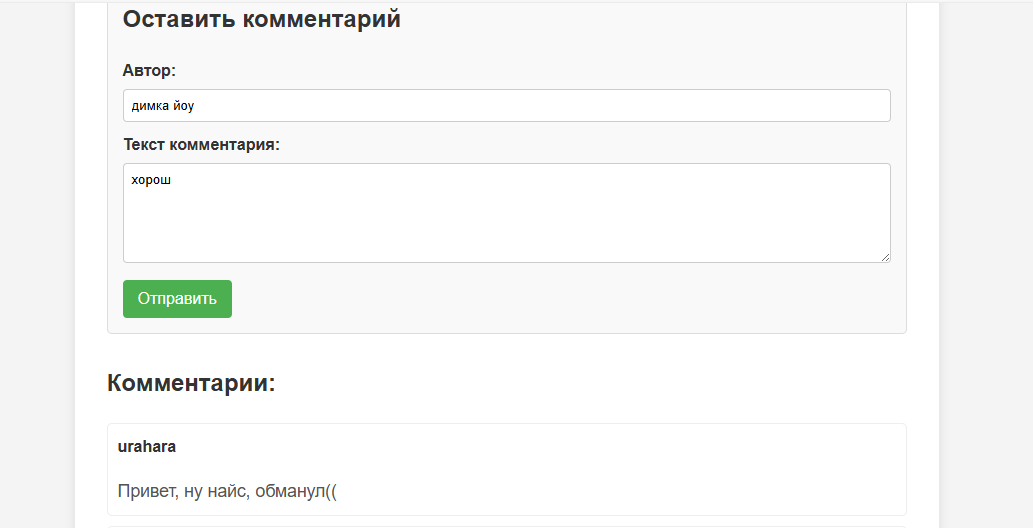 Оставить комментарий
Автор:
димка йоу
Текст комментария:
хорош
Отправить
Комментарии:
urahara
Привет, ну найс, обманул((